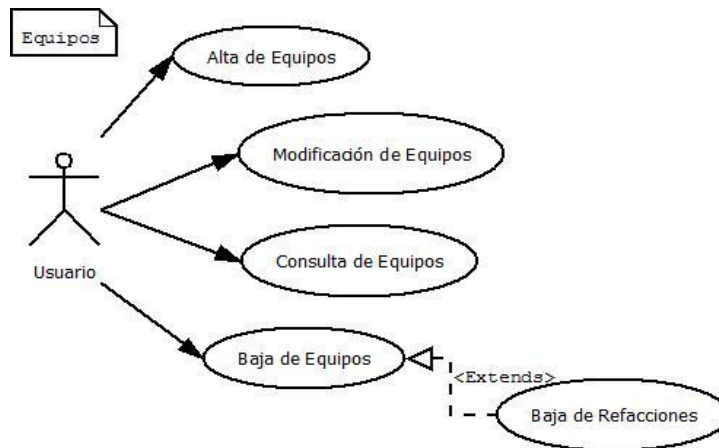 Equipos
Alta de Equipos
Modificación de Equipos
Usuario
Consulta de Equipos
Baja de Equipos
<Extends>
Baja de Refacciones